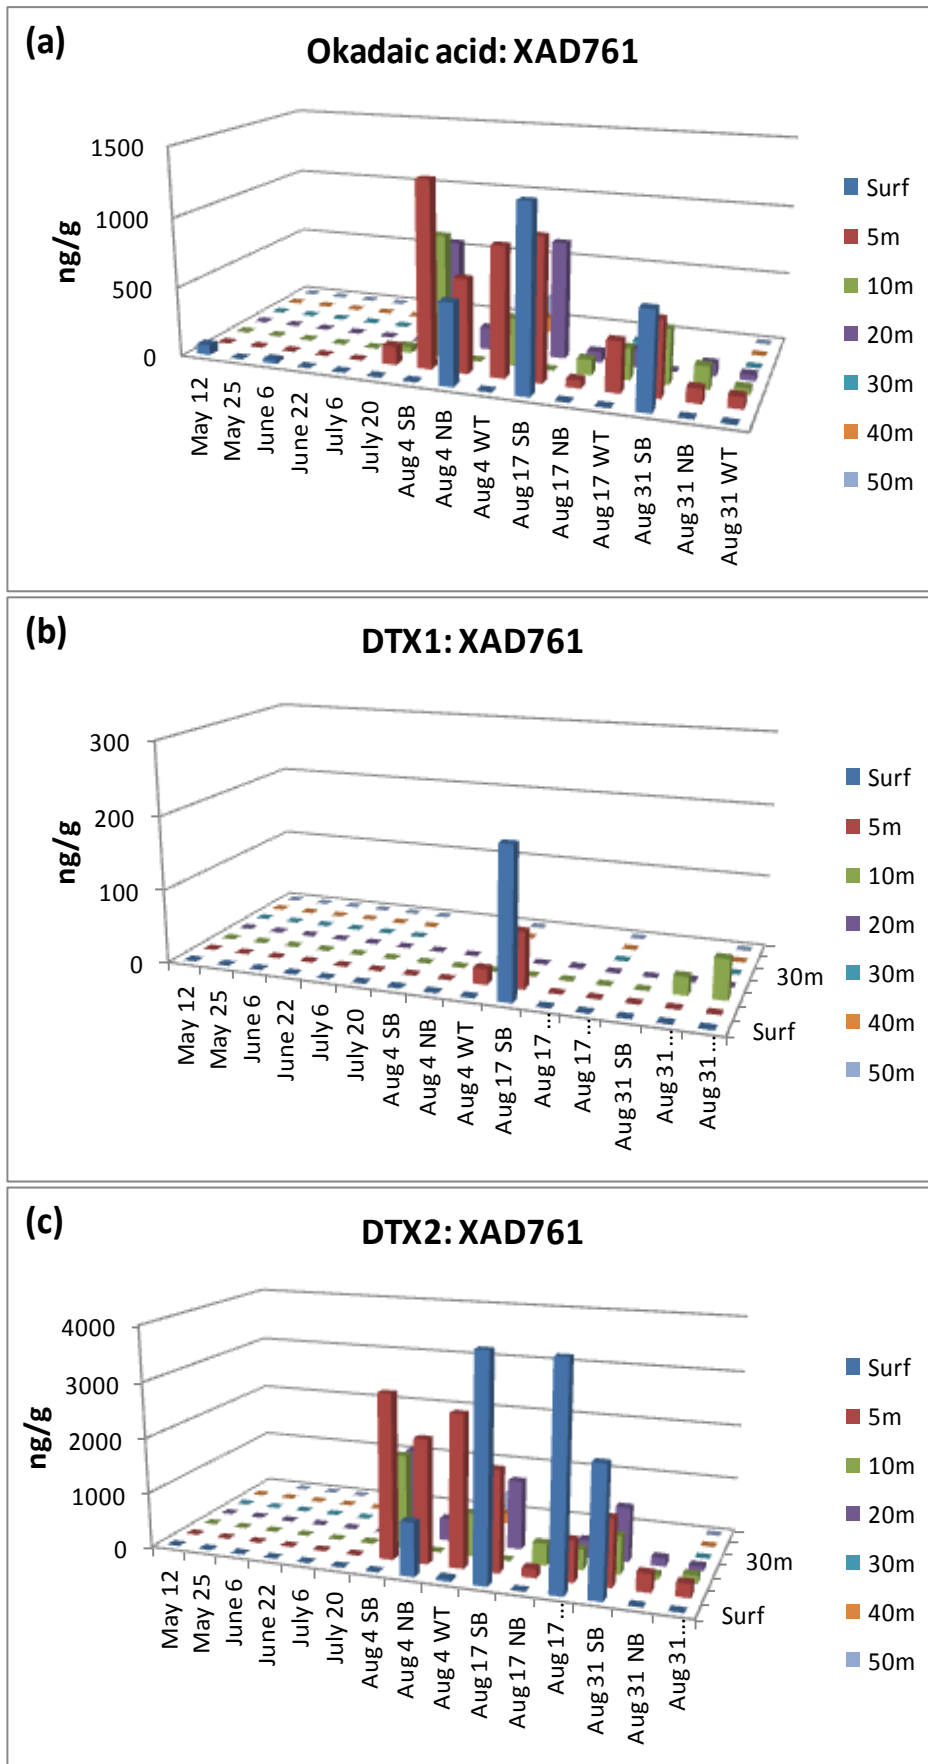 (a)
Okadaic acid: XAD761
ng/g
1500
1000
500
0
May 12
May 25
June 6
June 22
July 6
July 20
Aug 4 SB
Aug 4 NB
Aug 4 WT
Aug 17 SB
Aug 17 NB
Aug 17 WT
Aug 31 SB
Aug 31 NB
Aug 31 WT
Surf
5m
10m
20m
30m
40m
50m
(b)
DTX1: XAD761
ng/g
300
200
100
0
May 12
May 25
June 6
June 22
July 6
July 20
Aug 4 SB
Aug 4 NB
Aug 4 WT
Aug 17 SB
Aug 17...
Aug 17...
Aug 31 SB
Aug 31...
Aug 31...
Surf
30m
Surf
5m
10m
20m
30m
40m
50m
(c)
DTX2: XAD761
ng/g
4000
3000
2000
1000
0
May 12
May 25
June 6
June 22
July 6
July 20
Aug 4 SB
Aug 4 NB
Aug 4 WT
Aug 17 SB
Aug 17 NB
Aug 17...
Aug 31 SB
Aug 31 NB
Aug 31...
Surf
30m
Surf
5m
10m
20m
30m
40m
50m